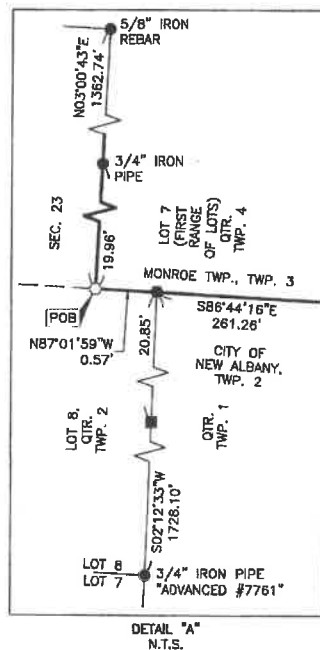 5/8" IRON
REBAR
N03°00'43"E
1362.74'
3/4" IRON
PIPE
SEC. 23
19.96'
LOT 7
(FIRST
RANGE
OF LOTS)
QTR.
TWP. 4
MONROE TWP., TWP. 3
S86°44'16"E
261.26'
POB
N87°01'59"W
0.57'
20.85'
CITY OF
NEW ALBANY,
TWP. 2
LOT 8,
QTR.
TWP. 2
QTR.
TWP. 1
S02°12'33"W
1728.10'
LOT 8
LOT 7
3/4" IRON PIPE
"ADVANCED #7761"
DETAIL "A"
N.T.S.